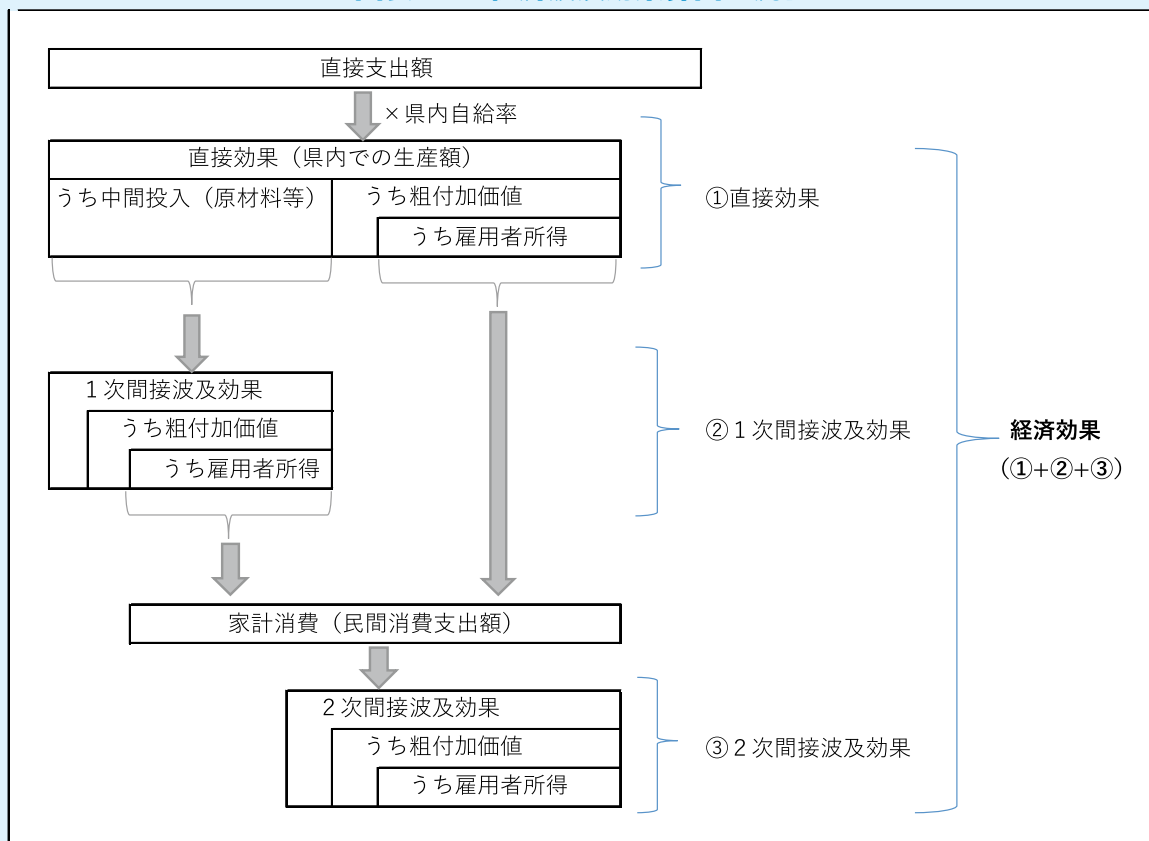 直接支出額
×県内自給率
直接効果（県内での生産額）
うち中間投入（原材料等）
うち粗付加価値
うち雇用者所得
①直接効果
1次間接波及効果
うち粗付加価値
うち雇用者所得
②1次間接波及効果
経済効果
（①+②+③）
家計消費（民間消費支出額）
2次間接波及効果
うち粗付加価値
うち雇用者所得
③2次間接波及効果